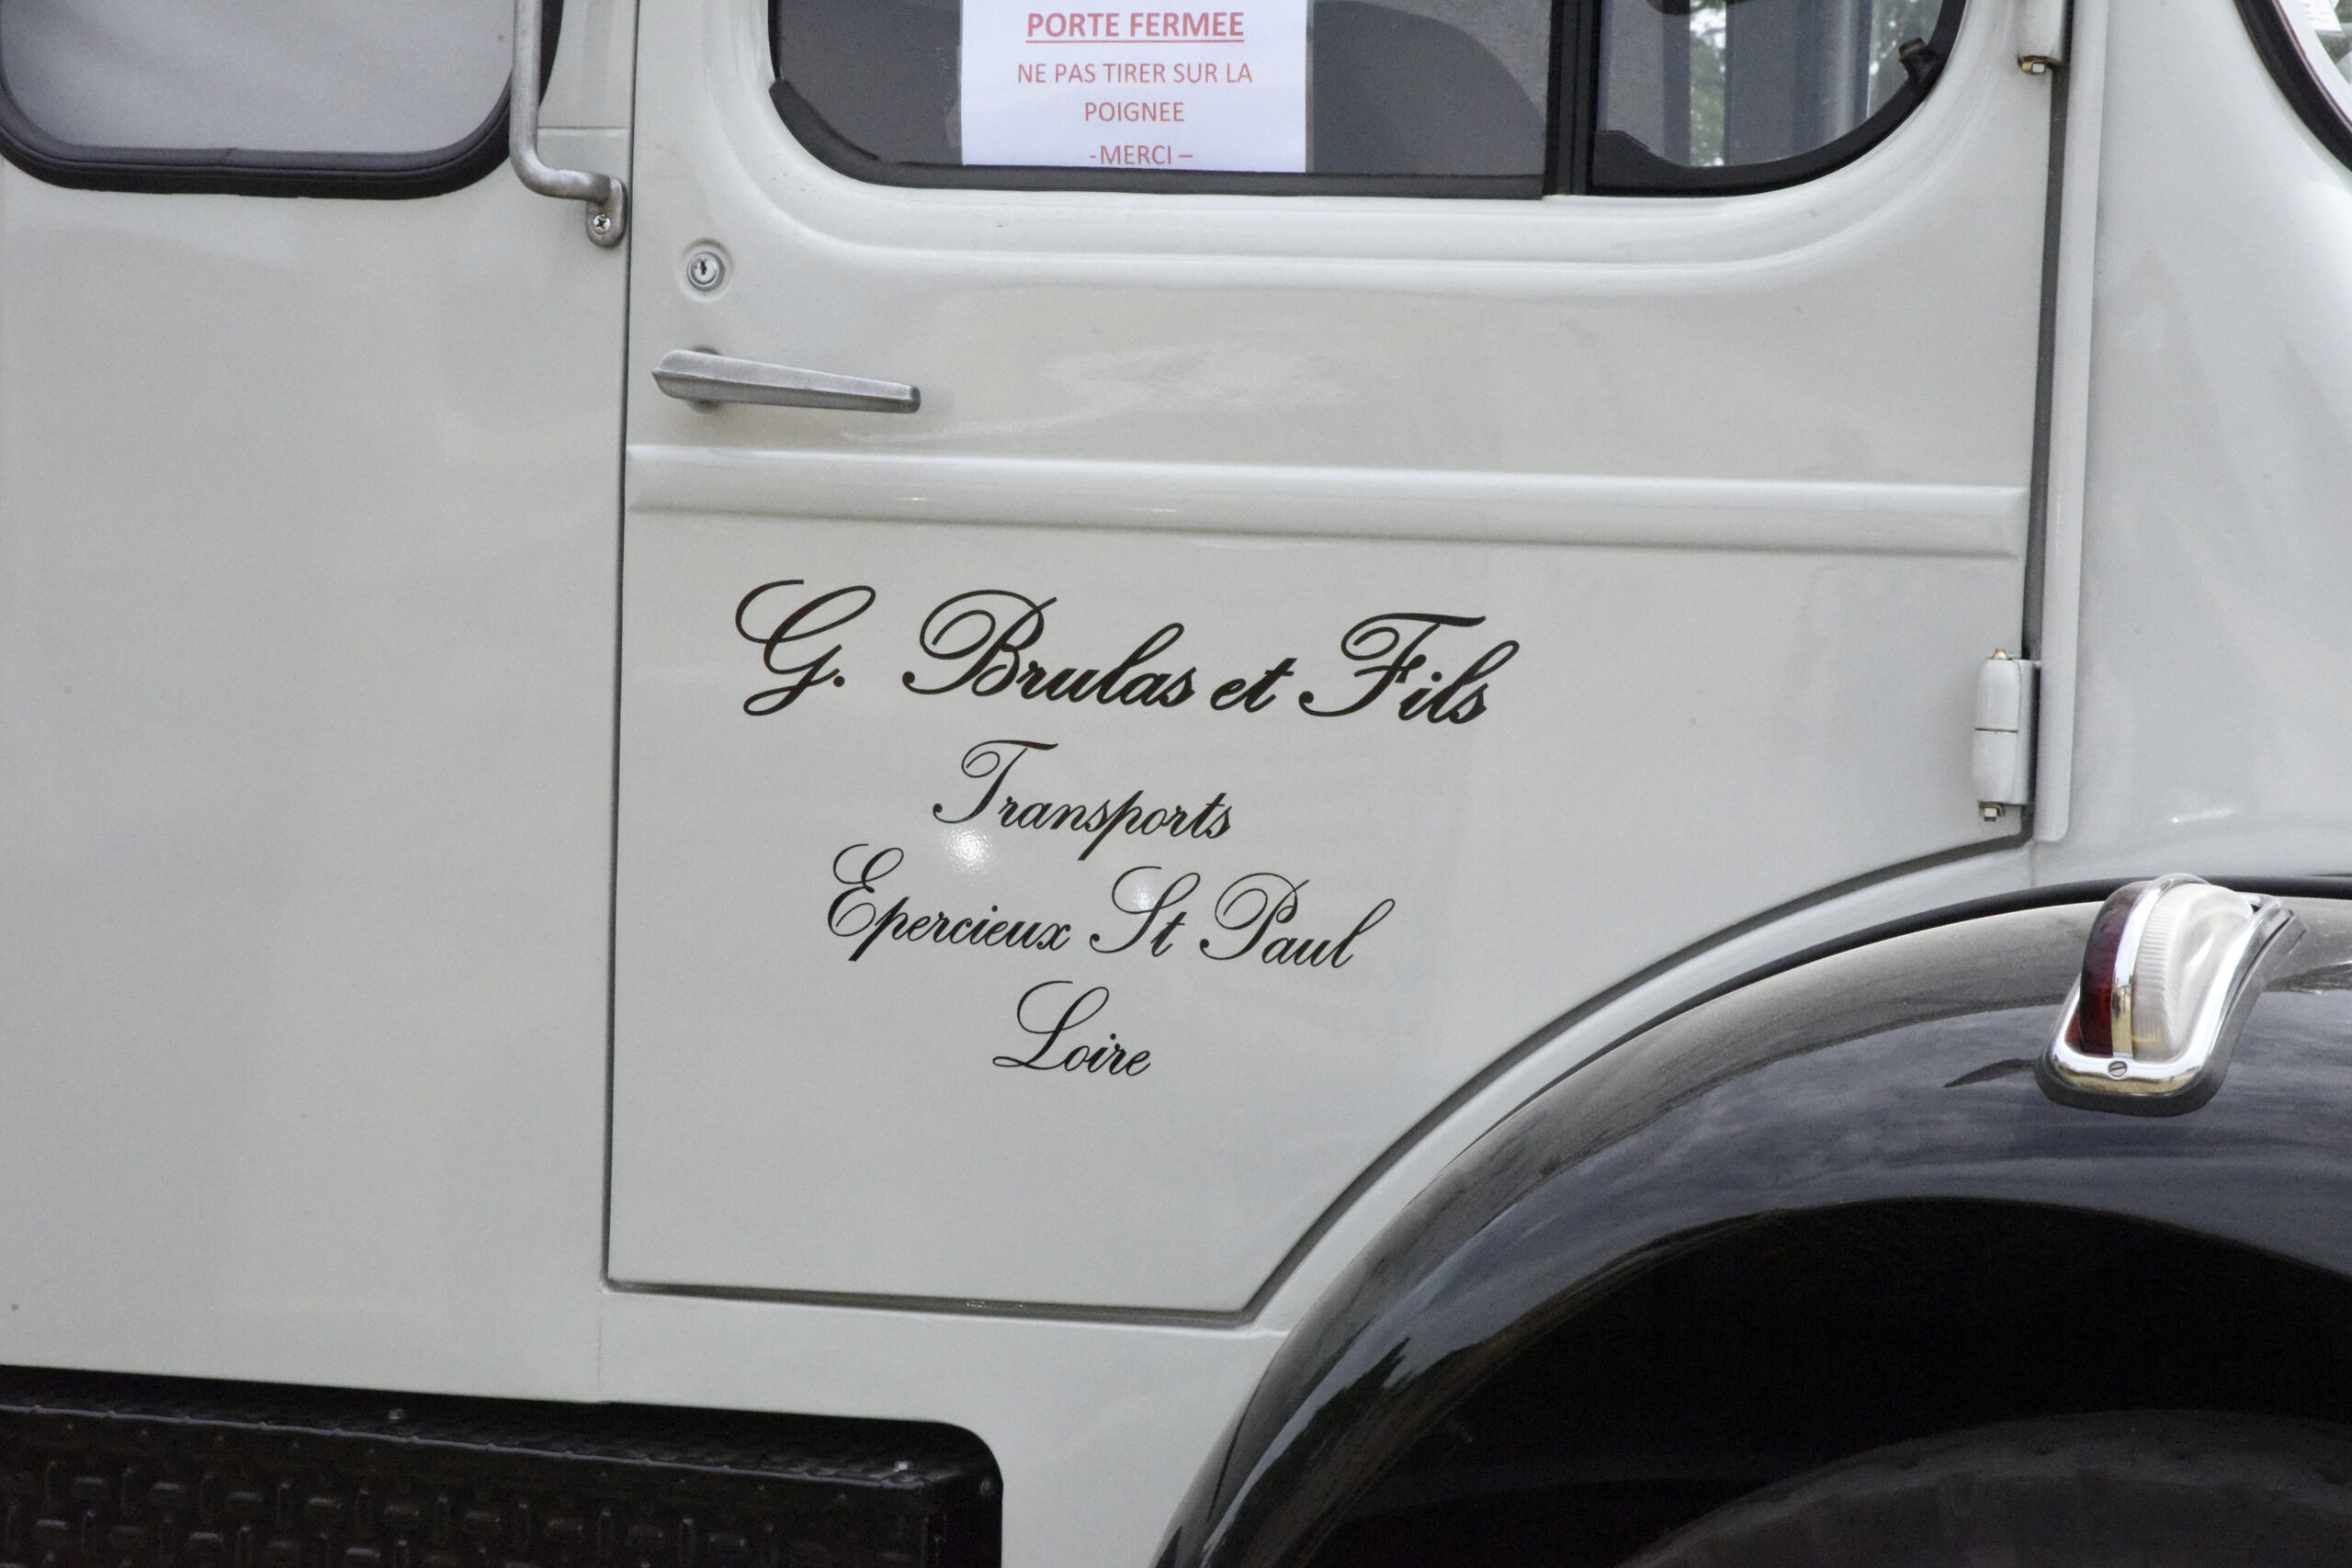 PORTE FERMEE
NE PAS TIRER SUR LA
POIGNEE
-MERCI –
G. Brulas et Fils
Transports
Epercieux St Paul
Loire